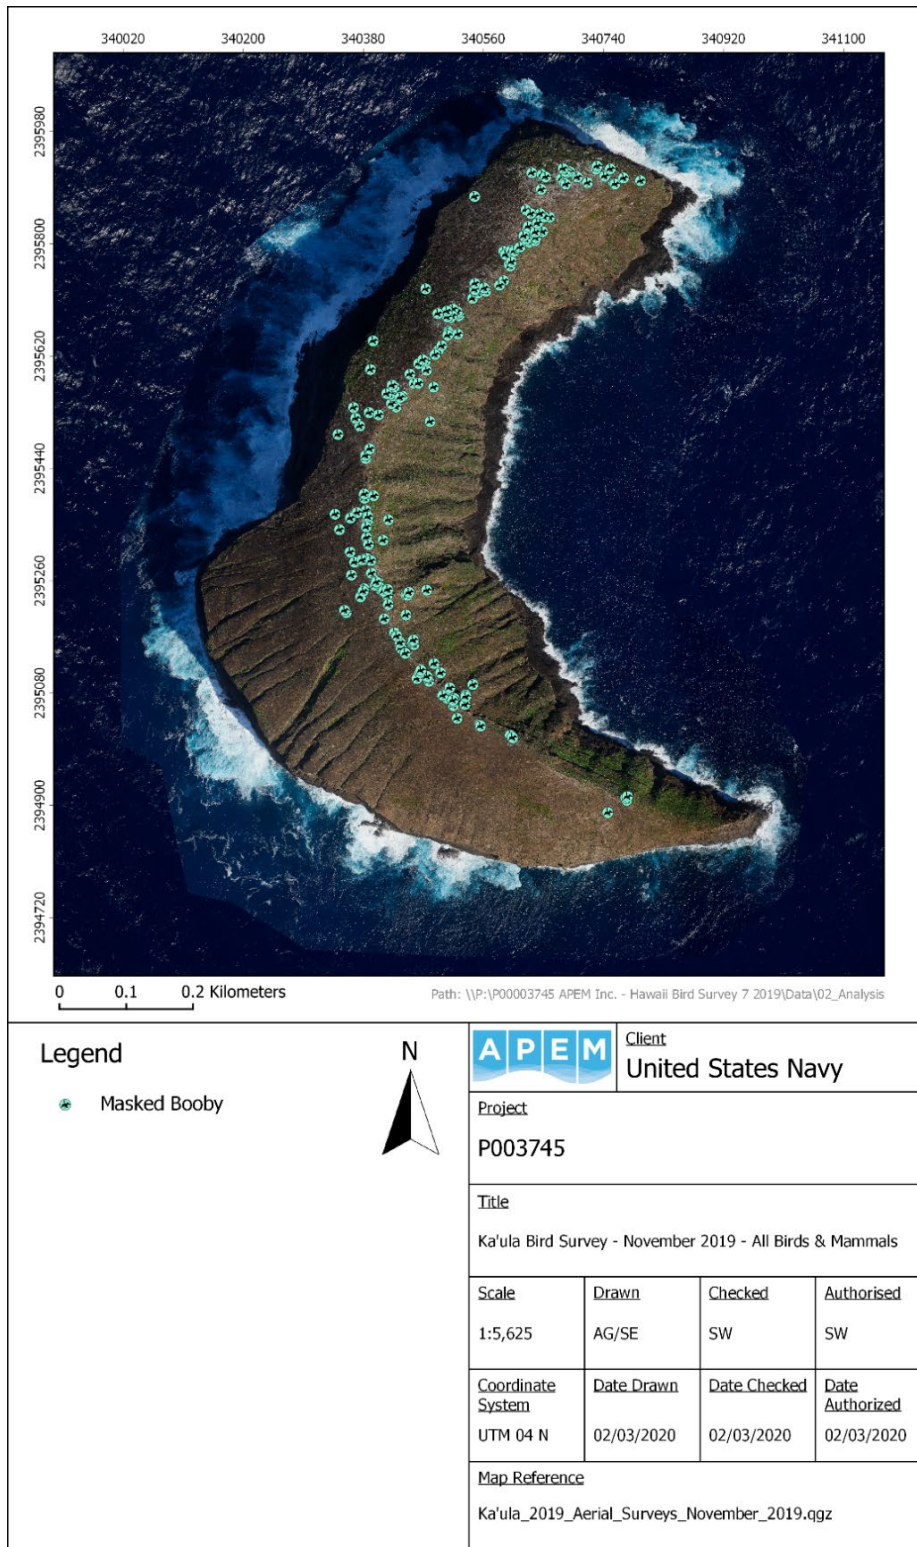 340020 340200 340380 340560 340740 340920 341100
2395980
2395800
2395620
2395440
2395260
2395080
2394900
2394720
0 0.1 0.2 Kilometers
Path: \\P:\P00003745 APEM Inc. - Hawaii Bird Survey 7 2019\Data\02_Analysis
Legend
N
Masked Booby
APEM
Client
United States Navy
Project
P003745
Title
Ka'ula Bird Survey - November 2019 - All Birds & Mammals
Scale Drawn Checked Authorised
1:5,625 AG/SE SW SW
Coordinate System Date Drawn Date Checked Date Authorized
UTM 04 N 02/03/2020 02/03/2020 02/03/2020
Map Reference
Ka'ula_2019_Aerial_Surveys_November_2019.qgz